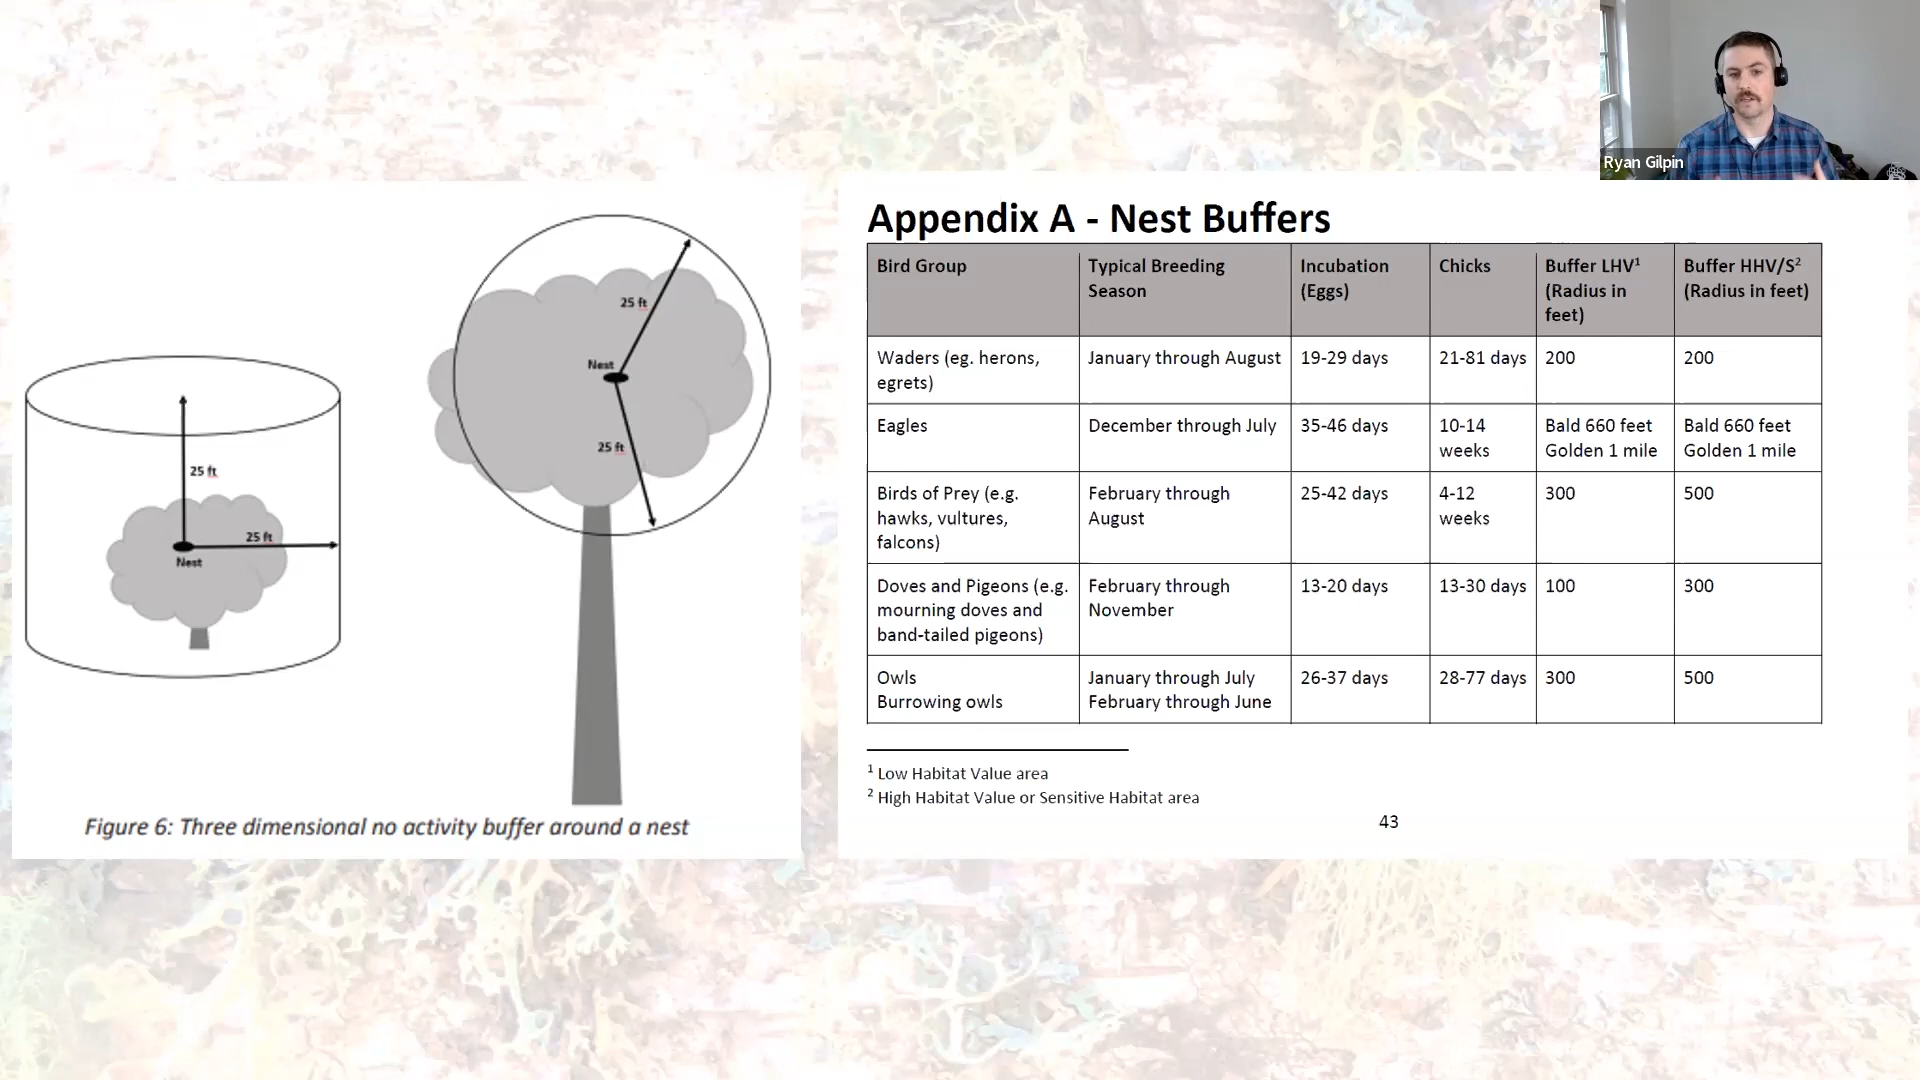 Ryan Gilpin
25 ft
Nest
25 ft
25 ft
25 ft
Nest
Figure 6: Three dimensional no activity buffer around a nest
Appendix A - Nest Buffers
Bird Group
Typical Breeding
Season
Incubation
(Eggs)
Chicks
Buffer LHV¹
(Radius in
feet)
Buffer HHV/S²
(Radius in feet)
Waders (eg. herons,
egrets)
January through August
19-29 days
21-81 days
200
200
Eagles
December through July
35-46 days
10-14
weeks
Bald 660 feet
Golden 1 mile
Bald 660 feet
Golden 1 mile
Birds of Prey (e.g.
hawks, vultures,
falcons)
February through
August
25-42 days
4-12
weeks
300
500
Doves and Pigeons (e.g.
mourning doves and
band-tailed pigeons)
February through
November
13-20 days
13-30 days
100
300
Owls
Burrowing owls
January through July
February through June
26-37 days
28-77 days
300
500
¹ Low Habitat Value area
² High Habitat Value or Sensitive Habitat area
43